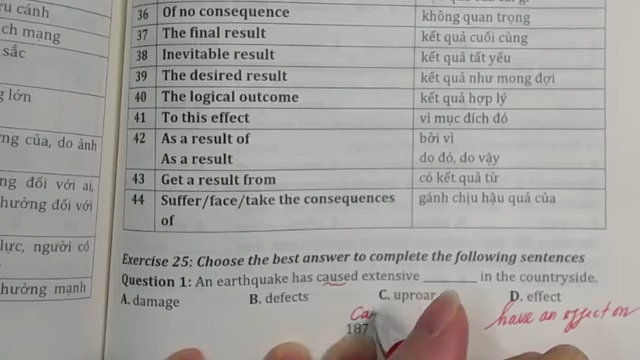 ru cánh
ch mạng
sắc
g lớn
ng của, do ảnh
ng đối với ai,
hưởng đối với
lực, người có
hưởng mạnh
36 Of no consequence không quan trọng
37 The final result kết quả cuối cùng
38 Inevitable result kết quả tất yếu
39 The desired result kết quả như mong đợi
40 The logical outcome kết quả hợp lý
41 To this effect vì mục đích đó
42 As a result of bởi vì
As a result do đó, do vậy
43 Get a result from có kết quả từ
44 Suffer/face/take the consequences gánh chịu hậu quả của
of
Exercise 25: Choose the best answer to complete the following sentences
Question 1: An earthquake has caused extensive ________ in the countryside.
A. damage B. defects C. uproar D. effect
Ca have an effect on
187